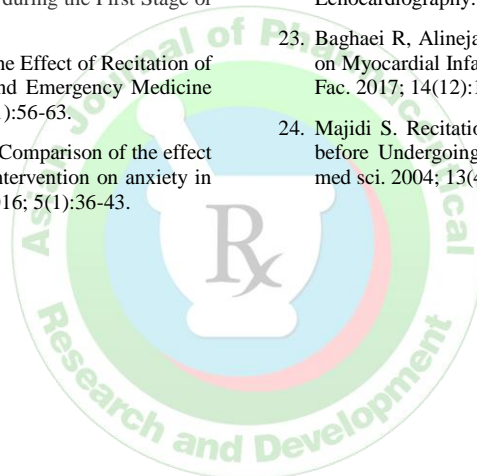 during the First Stage of
he Effect of Recitation of
nd Emergency Medicine
):56-63.
Comparison of the effect
ntervention on anxiety in
016; 5(1):36-43.
Echocardiography.
23. Baghaei R, Alineja
on Myocardial Infa
Fac. 2017; 14(12):1
24. Majidi S. Recitatio
before Undergoing
med sci. 2004; 13(4
Asian Journal of Pharmaceutical
Research and Development
Rx